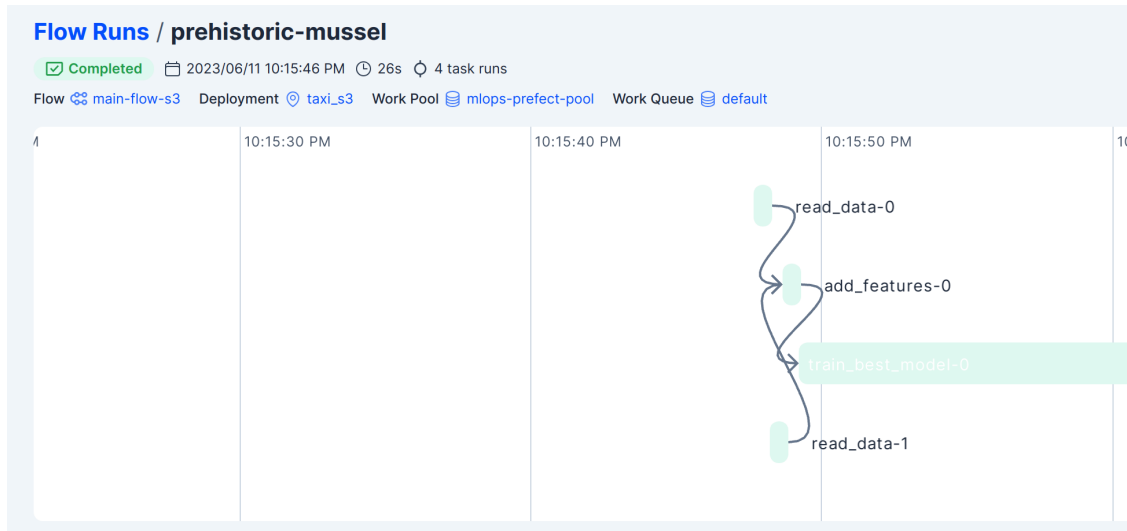 Flow Runs / prehistoric-mussel
Completed 2023/06/11 10:15:46 PM 26s 4 task runs
Flow main-flow-s3 Deployment taxi_s3 Work Pool mlops-prefect-pool Work Queue default
10:15:30 PM 10:15:40 PM 10:15:50 PM
read_data-0
add_features-0
train_best_model-0
read_data-1